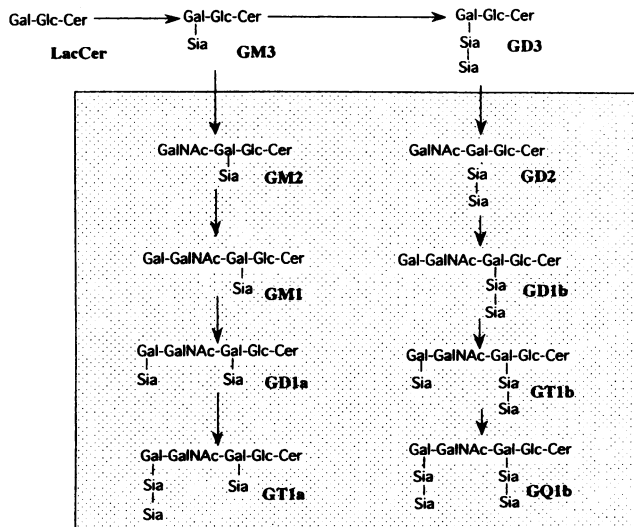 Gal-Glc-Cer
LacCer
Gal-Glc-Cer
Sia
GM3
Gal-Glc-Cer
Sia
Sia
GD3
GalNAc-Gal-Glc-Cer
Sia
GM2
GalNAc-Gal-Glc-Cer
Sia
Sia
GD2
Gal-GalNAc-Gal-Glc-Cer
Sia
GM1
Gal-GalNAc-Gal-Glc-Cer
Sia
Sia
GD1b
Gal-GalNAc-Gal-Glc-Cer
Sia Sia
GD1a
Gal-GalNAc-Gal-Glc-Cer
Sia Sia
Sia
GT1b
Gal-GalNAc-Gal-Glc-Cer
Sia Sia
Sia
GT1a
Gal-GalNAc-Gal-Glc-Cer
Sia Sia
Sia Sia
GQ1b